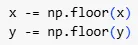 x -= np.floor(x)
y -= np.floor(y)